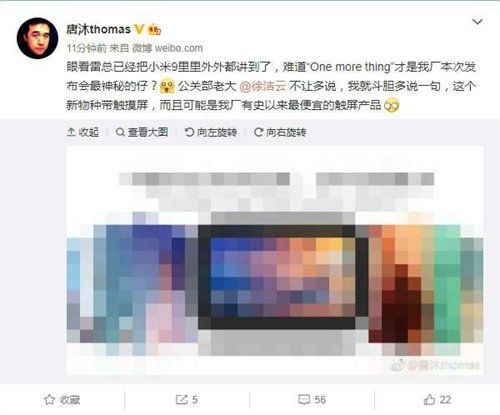 唐沐thomas
11分钟前 来自 微博 weibo.com
眼看雷总已经把小米9里里外外都讲到了，难道“One more thing”才是我厂本次发
布会最神秘的仔？公关部老大 @徐洁云 不让多说，我就斗胆多说一句，这个
新物种带触摸屏，而且可能是我厂有史以来最便宜的触屏产品
收起 查看大图 向左旋转 向右旋转
@唐沐thomas
收藏 5 56 22